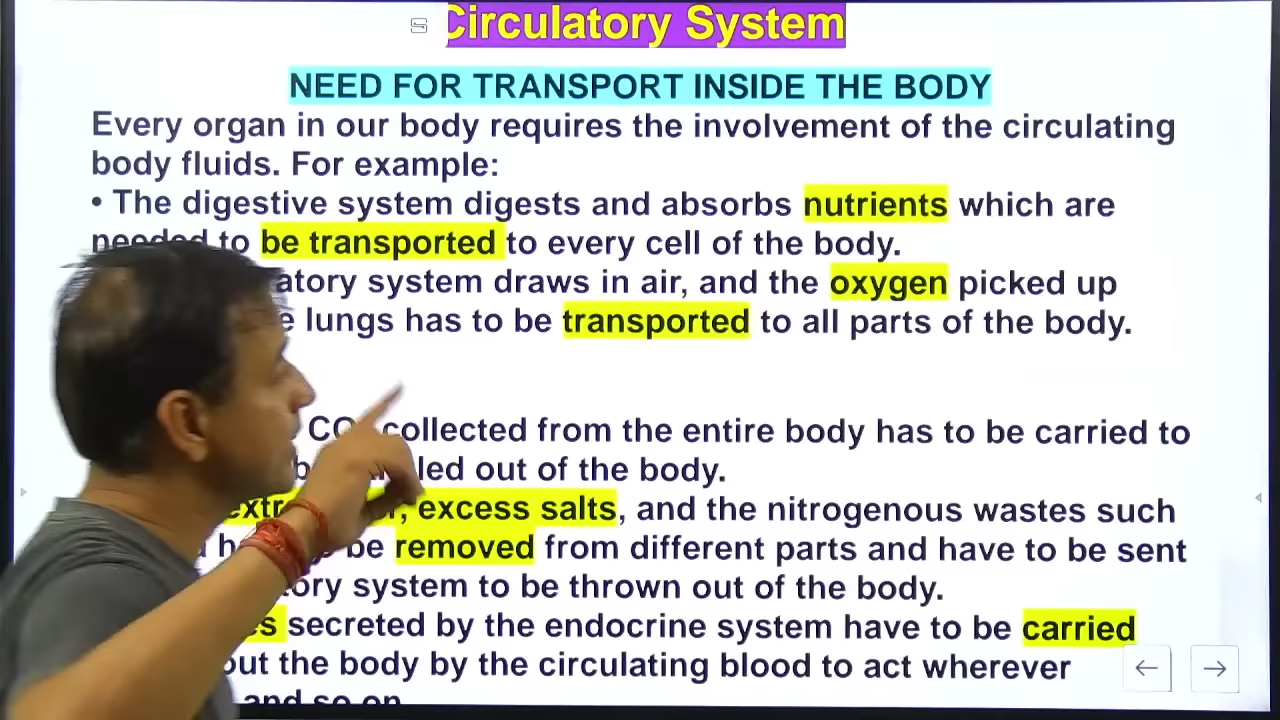 Circulatory System
NEED FOR TRANSPORT INSIDE THE BODY
Every organ in our body requires the involvement of the circulating
body fluids. For example:
• The digestive system digests and absorbs nutrients which are
needed to be transported to every cell of the body.
system draws in air, and the oxygen picked up
lungs has to be transported to all parts of the body.
collected from the entire body has to be carried to
out of the body.
excess salts, and the nitrogenous wastes such
be removed from different parts and have to be sent
system to be thrown out of the body.
secreted by the endocrine system have to be carried
the body by the circulating blood to act wherever
and so on